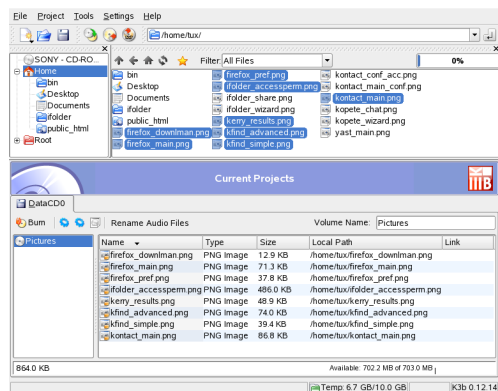 File Project Tools Settings Help
/home/tux/
SONY - CD-RO... Filter: All Files 0%
Home
bin
Desktop
Documents
ifolder
public_html
Root
bin firefox_pref.png kontact_conf_acc.png
Desktop ifolder_accessperm.png kontact_main_conf.png
Documents ifolder_share.png kontact_main.png
ifolder ifolder_wizard.png kopete_chat.png
public_html kerry_results.png kopete_wizard.png
firefox_downlman.png kfind_advanced.png yast_main.png
firefox_main.png kfind_simple.png
Current Projects
DataCD0
Burn Rename Audio Files Volume Name: Pictures
Pictures
Name Type Size Local Path Link
firefox_downlman.png PNG Image 12.9 KB /home/tux/firefox_downlman.png
firefox_main.png PNG Image 71.3 KB /home/tux/firefox_main.png
firefox_pref.png PNG Image 37.8 KB /home/tux/firefox_pref.png
ifolder_accessperm.png PNG Image 486.0 KB /home/tux/ifolder_accessperm.png
kerry_results.png PNG Image 48.9 KB /home/tux/kerry_results.png
kfind_advanced.png PNG Image 74.0 KB /home/tux/kfind_advanced.png
kfind_simple.png PNG Image 39.4 KB /home/tux/kfind_simple.png
kontact_main.png PNG Image 86.8 KB /home/tux/kontact_main.png
864.0 KB Available: 702.2 MB of 703.0 MB
Temp: 6.7 GB/10.0 GB K3b 0.12.14